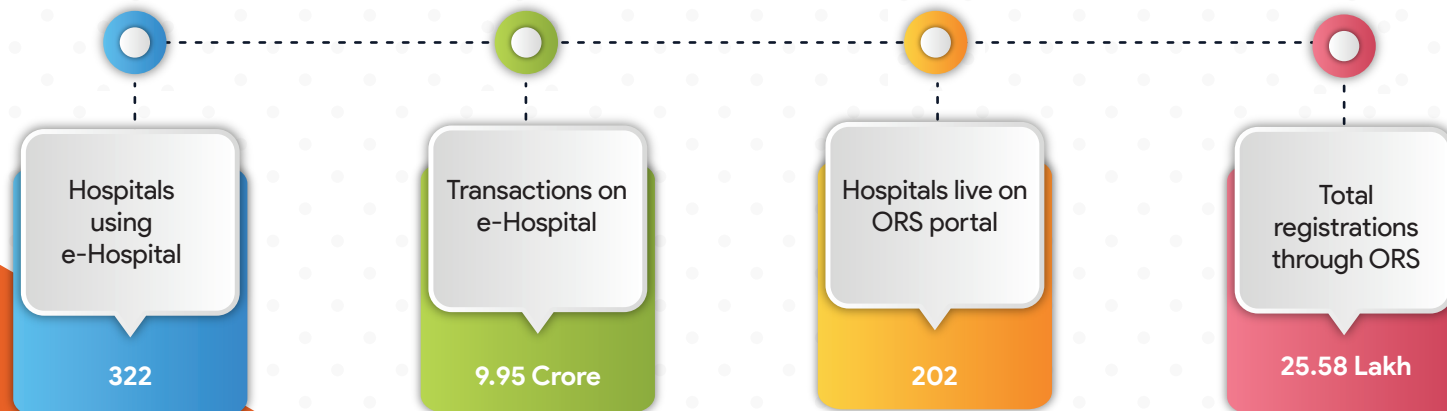 Hospitals
using
e-Hospital
322
Transactions on
e-Hospital
9.95 Crore
Hospitals live on
ORS portal
202
Total
registrations
through ORS
25.58 Lakh